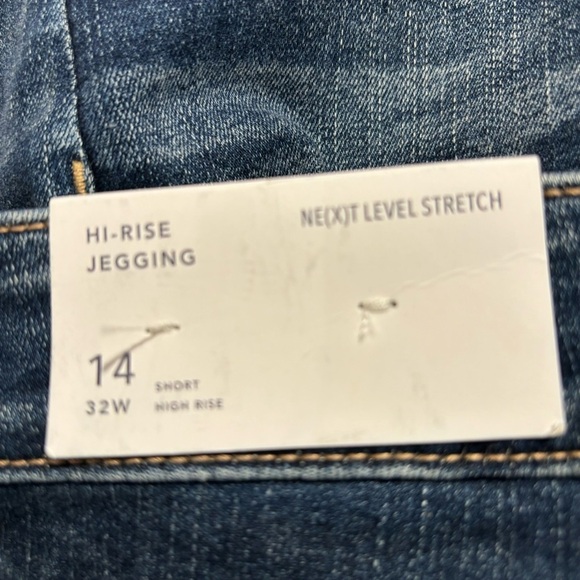 HI-RISE
JEGGING
NE(X)T LEVEL STRETCH
14
32W
SHORT
HIGH RISE